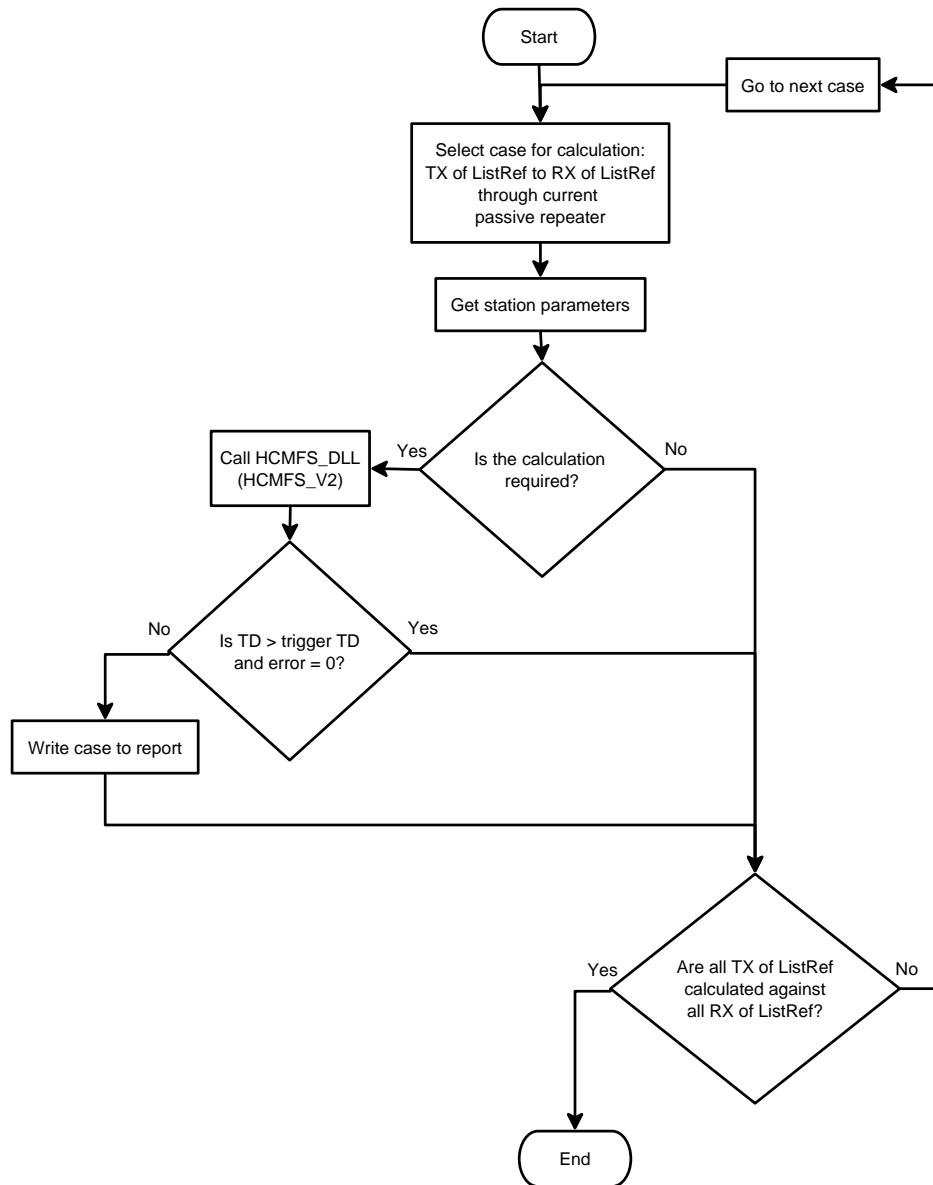 Start
Go to next case
Select case for calculation:
TX of ListRef to RX of ListRef
through current
passive repeater
Get station parameters
Is the calculation
required?
Yes
No
Call HCMFS_DLL
(HCMFS_V2)
Is TD > trigger TD
and error = 0?
No
Yes
Write case to report
Are all TX of ListRef
calculated against
all RX of ListRef?
Yes
No
End